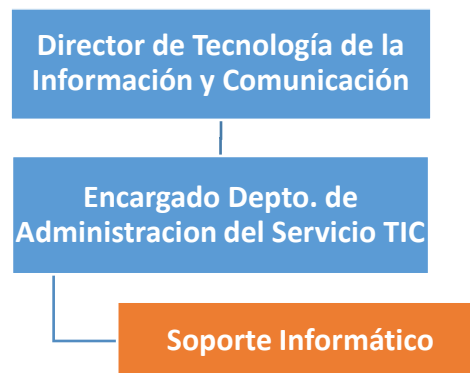 Director de Tecnología de la
Información y Comunicación
Encargado Depto. de
Administracion del Servicio TIC
Soporte Informático